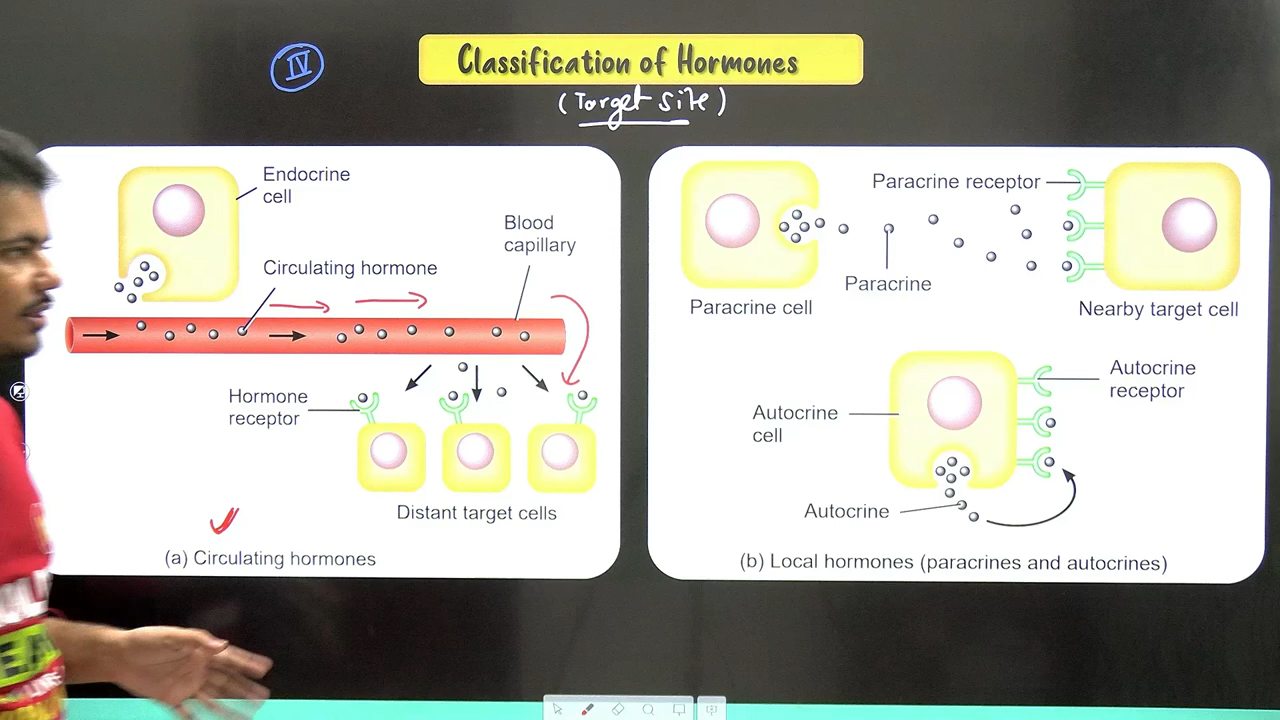 IV
Classification of Hormones
(Target site)
Endocrine
cell
Blood
capillary
Circulating hormone
Hormone
receptor
Distant target cells
(a) Circulating hormones
Paracrine receptor
Paracrine
Paracrine cell
Nearby target cell
Autocrine
receptor
Autocrine
cell
Autocrine
(b) Local hormones (paracrines and autocrines)